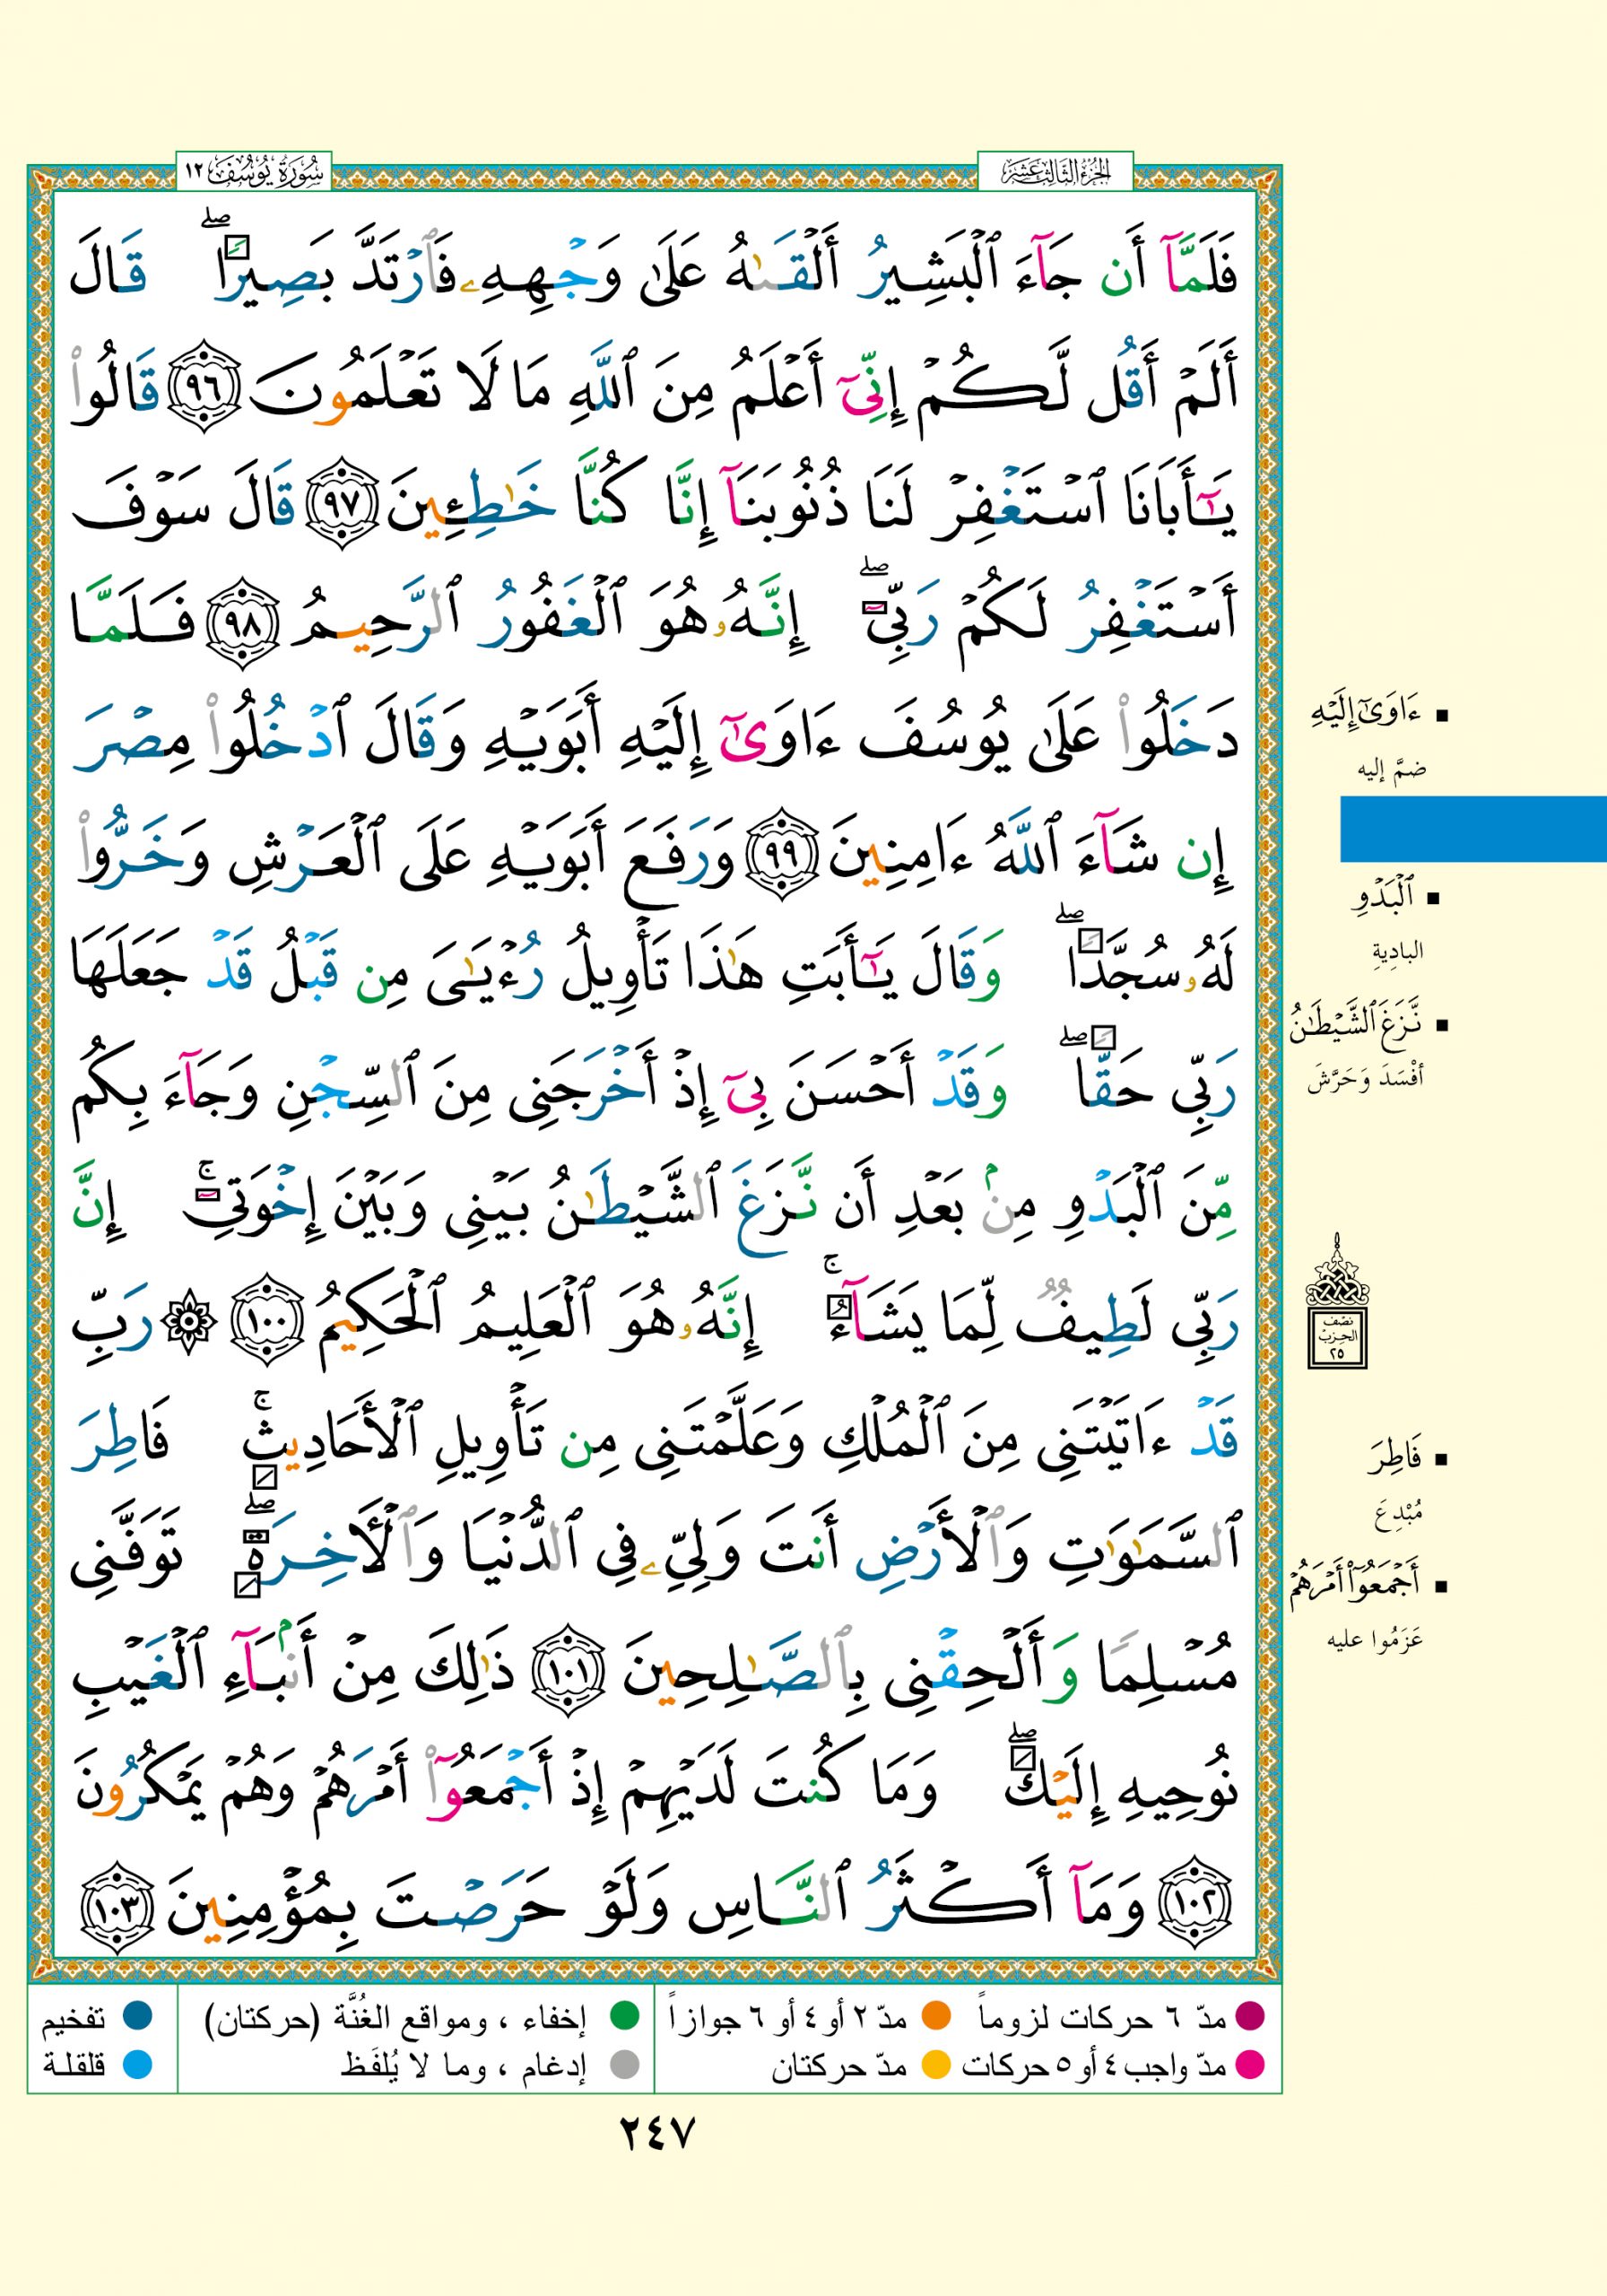 الجزء الثالث عشر
سورة يوسف ١٢
فَلَمَّآ أَن جَآءَ ٱلْبَشِيرُ أَلْقَىٰهُ عَلَىٰ وَجْهِهِۦ فَٱرْتَدَّ بَصِيرًا ۖ قَالَ
أَلَمْ أَقُل لَّكُمْ إِنِّىٓ أَعْلَمُ مِنَ ٱللَّهِ مَا لَا تَعْلَمُونَ ٩٦ قَالُوا۟
يَـٰٓأَبَانَا ٱسْتَغْفِرْ لَنَا ذُنُوبَنَآ إِنَّا كُنَّا خَـٰطِـِٔينَ ٩٧ قَالَ سَوْفَ
أَسْتَغْفِرُ لَكُمْ رَبِّىٓ ۖ إِنَّهُۥ هُوَ ٱلْغَفُورُ ٱلرَّحِيمُ ٩٨ فَلَمَّا
دَخَلُوا۟ عَلَىٰ يُوسُفَ ءَاوَىٰٓ إِلَيْهِ أَبَوَيْهِ وَقَالَ ٱدْخُلُوا۟ مِصْرَ
إِن شَآءَ ٱللَّهُ ءَامِنِينَ ٩٩ وَرَفَعَ أَبَوَيْهِ عَلَى ٱلْعَرْشِ وَخَرُّوا۟
لَهُۥ سُجَّدًا ۖ وَقَالَ يَـٰٓأَبَتِ هَـٰذَا تَأْوِيلُ رُءْيَـٰىَ مِن قَبْلُ قَدْ جَعَلَهَا
رَبِّى حَقًّا ۖ وَقَدْ أَحْسَنَ بِىٓ إِذْ أَخْرَجَنِى مِنَ ٱلسِّجْنِ وَجَآءَ بِكُم
مِّنَ ٱلْبَدْوِ مِنۢ بَعْدِ أَن نَّزَغَ ٱلشَّيْطَـٰنُ بَيْنِى وَبَيْنَ إِخْوَتِىٓ ۚ إِنَّ
رَبِّى لَطِيفٌ لِّمَا يَشَآءُ ۚ إِنَّهُۥ هُوَ ٱلْعَلِيمُ ٱلْحَكِيمُ ١٠٠ ۞ رَبِّ
قَدْ ءَاتَيْتَنِى مِنَ ٱلْمُلْكِ وَعَلَّمْتَنِى مِن تَأْوِيلِ ٱلْأَحَادِيثِ ۚ فَاطِرَ
ٱلسَّمَـٰوَٰتِ وَٱلْأَرْضِ أَنتَ وَلِىِّۦ فِى ٱلدُّنْيَا وَٱلْـَٔاخِرَةِ ۖ تَوَفَّنِى
مُسْلِمًا وَأَلْحِقْنِى بِٱلصَّـٰلِحِينَ ١٠١ ذَٰلِكَ مِنْ أَنۢبَآءِ ٱلْغَيْبِ
نُوحِيهِ إِلَيْكَ ۖ وَمَا كُنتَ لَدَيْهِمْ إِذْ أَجْمَعُوٓا۟ أَمْرَهُمْ وَهُمْ يَمْكُرُونَ
١٠٢ وَمَآ أَكْثَرُ ٱلنَّاسِ وَلَوْ حَرَصْتَ بِمُؤْمِنِينَ ١٠٣
▪ ءَاوَىٰٓ إِلَيْهِ
ضمَّ إليه
▪ ٱلْبَدْوِ
البادِيةِ
▪ نَّزَغَ ٱلشَّيْطَـٰنُ
أفْسَدَ وَحَرَّشَ
نصف
الحزب
٢٥
▪ فَاطِرَ
مُبْدِعَ
▪ أَجْمَعُوٓا۟ أَمْرَهُمْ
عَزَمُوا عليه
مدّ ٦ حركات لزوماً مدّ ٢ أو ٤ أو ٦ جوازاً إخفاء ، ومواقع الغُنَّة (حركتان) تفخيم
مدّ واجب ٤ أو ٥ حركات مدّ حركتان إدغام ، وما لا يُلفَظ قلقلة
٢٤٧